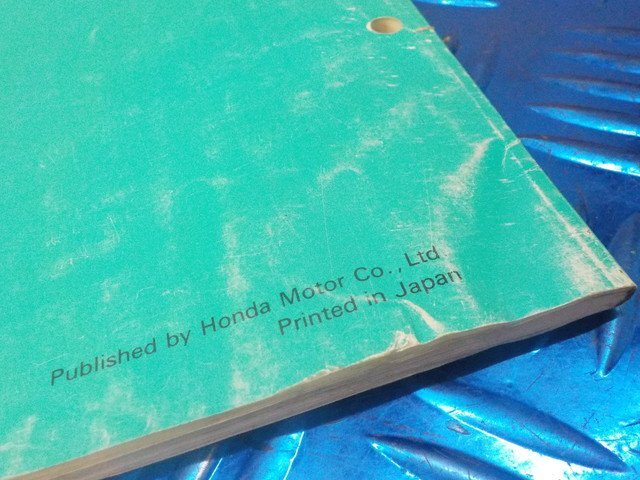 Published by Honda Motor Co., Ltd
Printed in Japan